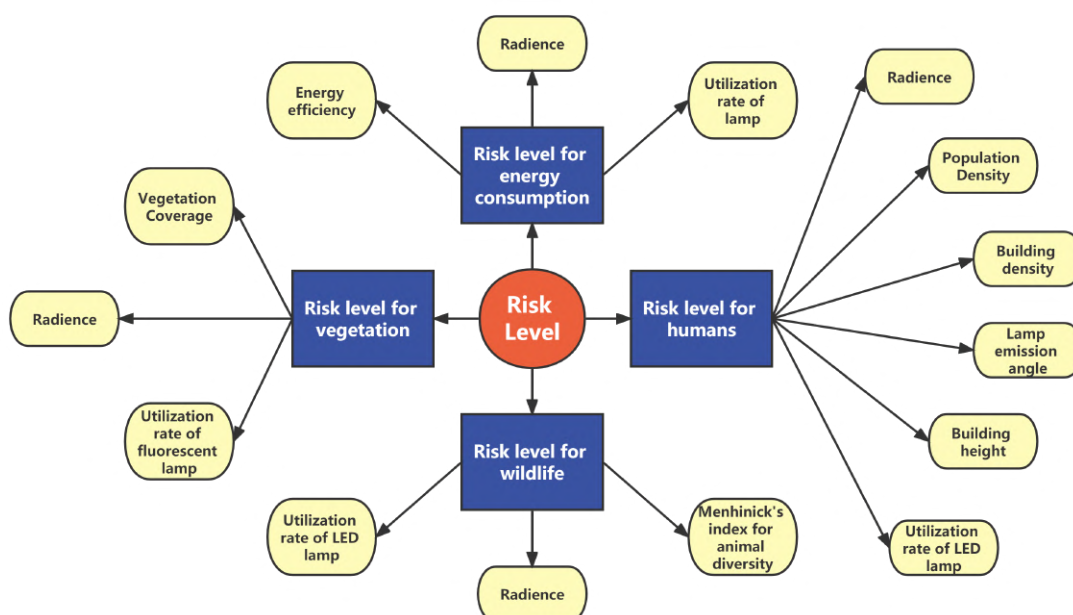 Radience
Energy
efficiency
Utilization
rate of
lamp
Radience
Risk level for
energy
consumption
Population
Density
Vegetation
Coverage
Building
density
Risk level for
vegetation
Risk
Level
Risk level for
humans
Radience
Lamp
emission
angle
Utilization
rate of
fluorescent
lamp
Building
height
Risk level for
wildlife
Utilization
rate of LED
lamp
Menhinick's
index for
animal
diversity
Utilization
rate of LED
lamp
Radience